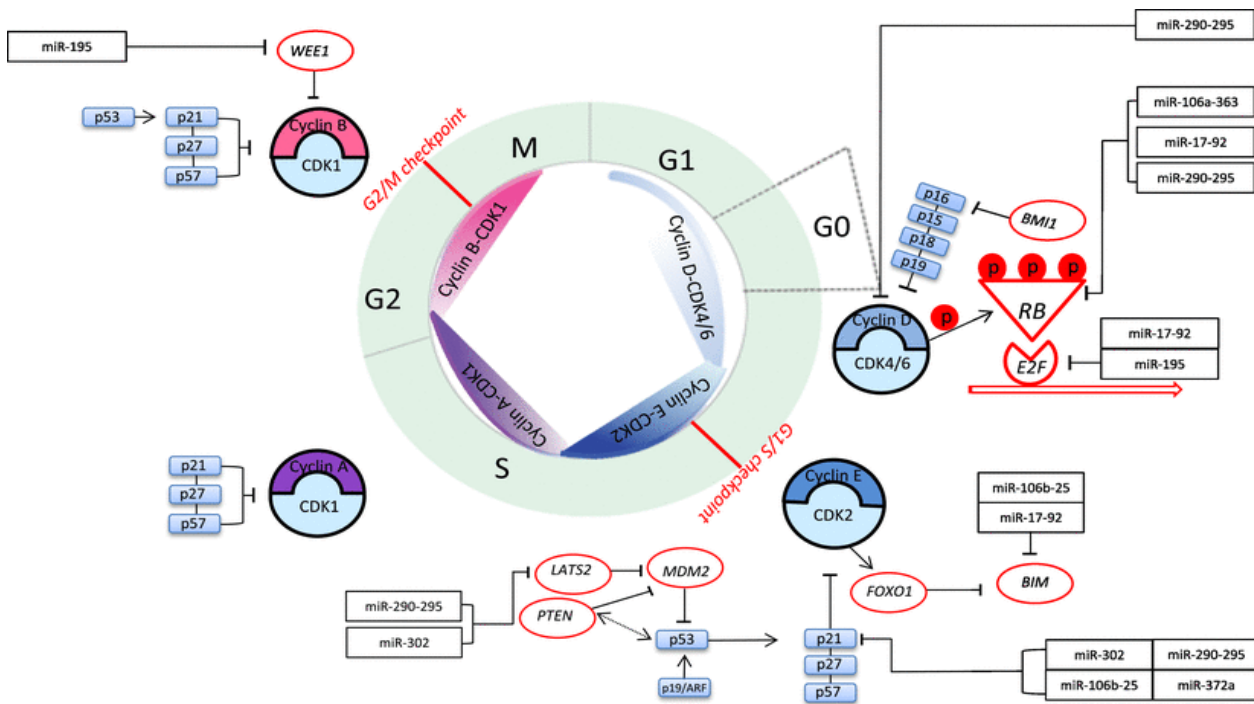 miR-195
WEE1
miR-290-295
p53
p21
p27
p57
Cyclin B
CDK1
G2/M checkpoint
M
G1
G0
G2
S
Cyclin B-CDK1
Cyclin D-CDK4/6
Cyclin A-CDK1
Cyclin E-CDK2
G1/S checkpoint
miR-106a-363
miR-17-92
miR-290-295
p16
p15
p18
p19
BMI1
p
p
p
RB
p
Cyclin D
CDK4/6
E2F
miR-17-92
miR-195
p21
p27
p57
Cyclin A
CDK1
Cyclin E
CDK2
miR-106b-25
miR-17-92
LATS2
MDM2
FOXO1
BIM
PTEN
miR-290-295
miR-302
p53
p19/ARF
p21
p27
p57
miR-302
miR-290-295
miR-106b-25
miR-372a